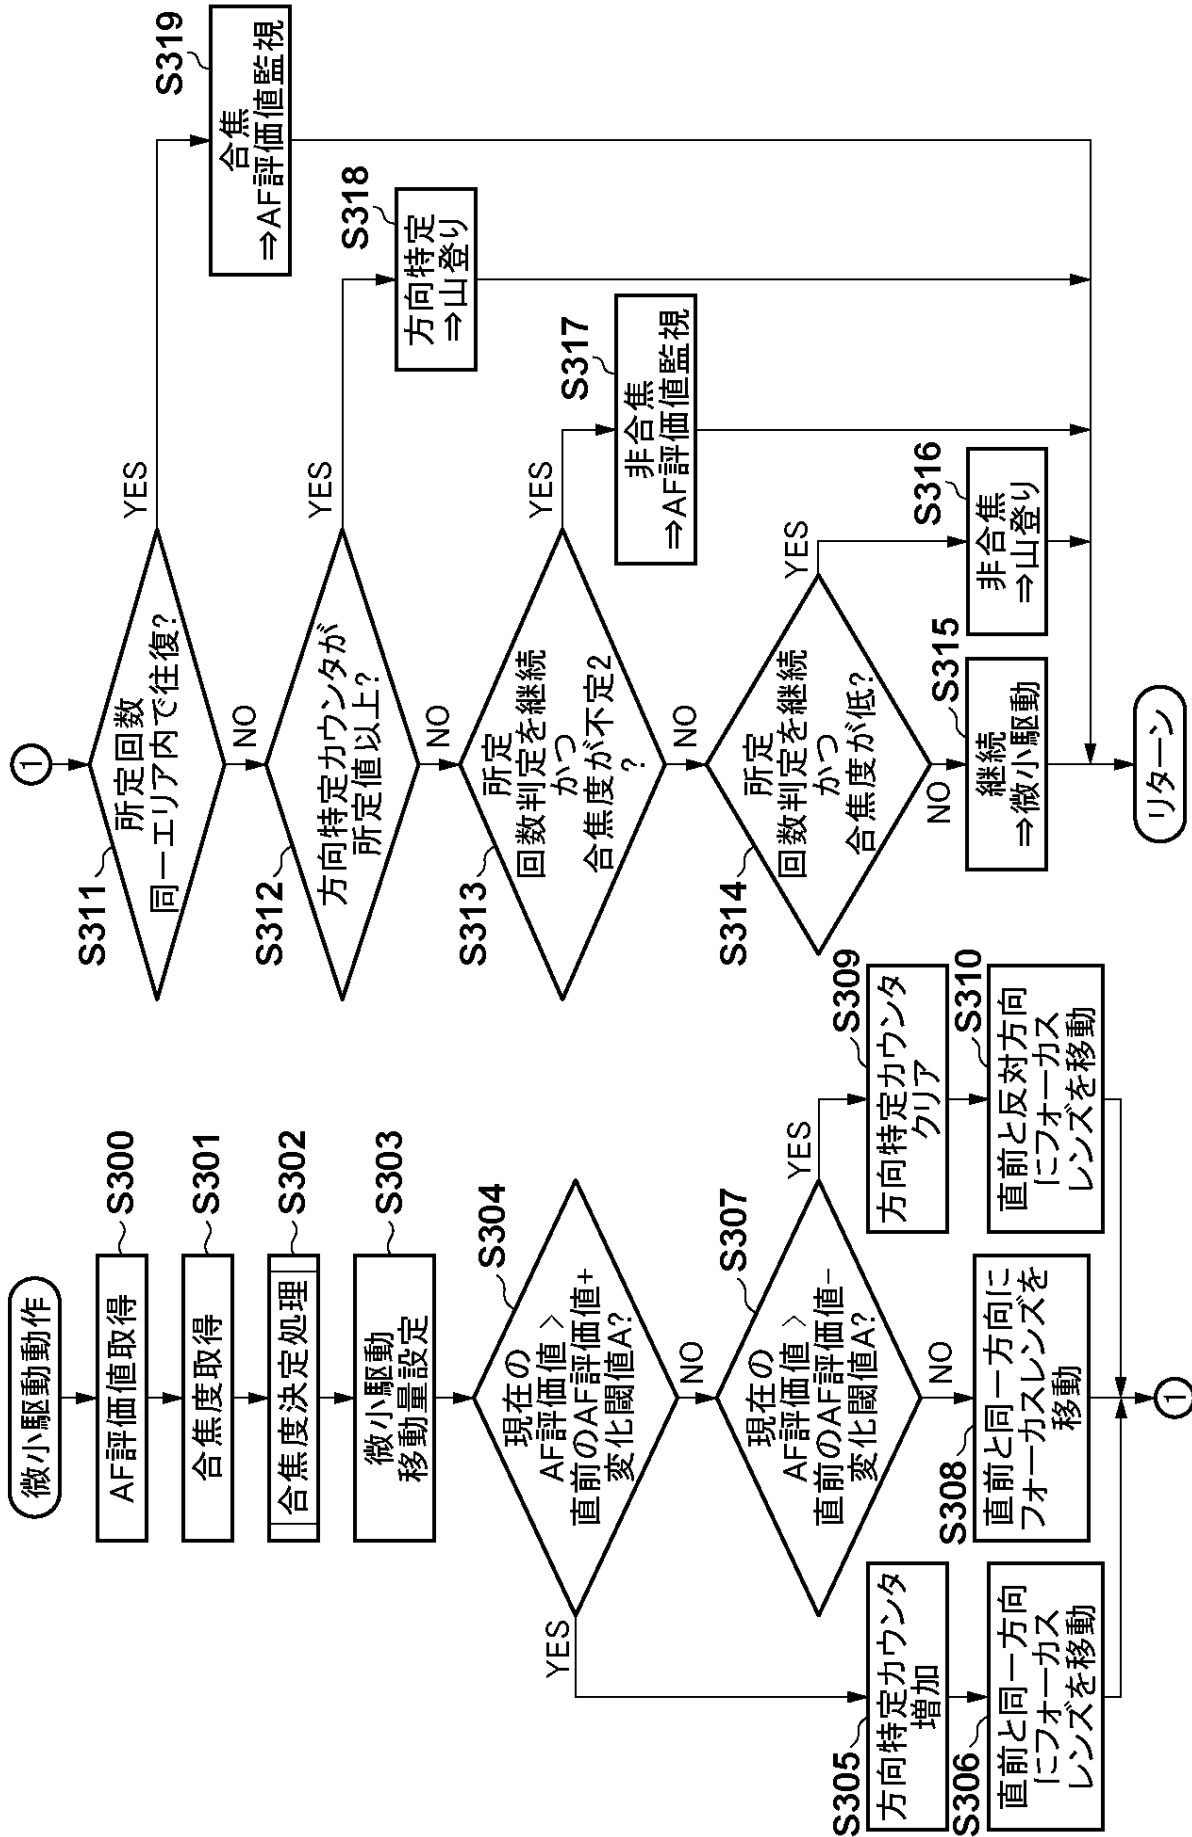 微小駆動動作
AF評価値取得
S300
合焦度取得
S301
合焦度決定処理
S302
微小駆動
移動量設定
S303
現在の
AF評価値>
直前のAF評価値+
変化閾値A?
S304
YES
NO
方向特定カウンタ
増加
S305
直前と同一方向
にフォーカス
レンズを移動
S306
現在の
AF評価値>
直前のAF評価値−
変化閾値A?
S307
YES
NO
直前と同一方向に
フォーカスレンズを
移動
S308
方向特定カウンタ
クリア
S309
直前と反対方向
にフォーカス
レンズを移動
S310
1
1
所定回数
同一エリア内で往復?
S311
YES
NO
方向特定カウンタが
所定値以上?
S312
YES
NO
所定
回数判定を継続
かつ
合焦度が不定2
?
S313
YES
NO
所定
回数判定を継続
かつ
合焦度が低?
S314
YES
NO
継続
⇒微小駆動
S315
非合焦
⇒山登り
S316
非合焦
⇒AF評価値監視
S317
方向特定
⇒山登り
S318
合焦
⇒AF評価値監視
S319
リターン